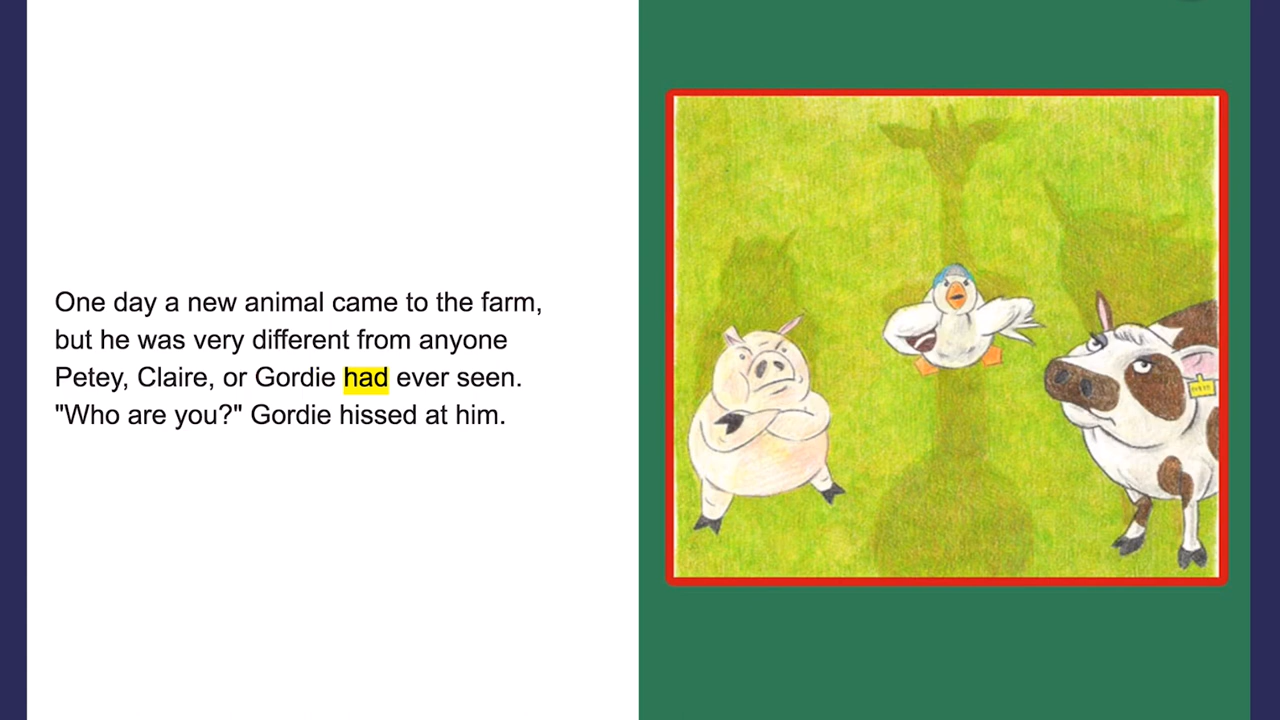 One day a new animal came to the farm,
but he was very different from anyone
Petey, Claire, or Gordie had ever seen.
"Who are you?" Gordie hissed at him.